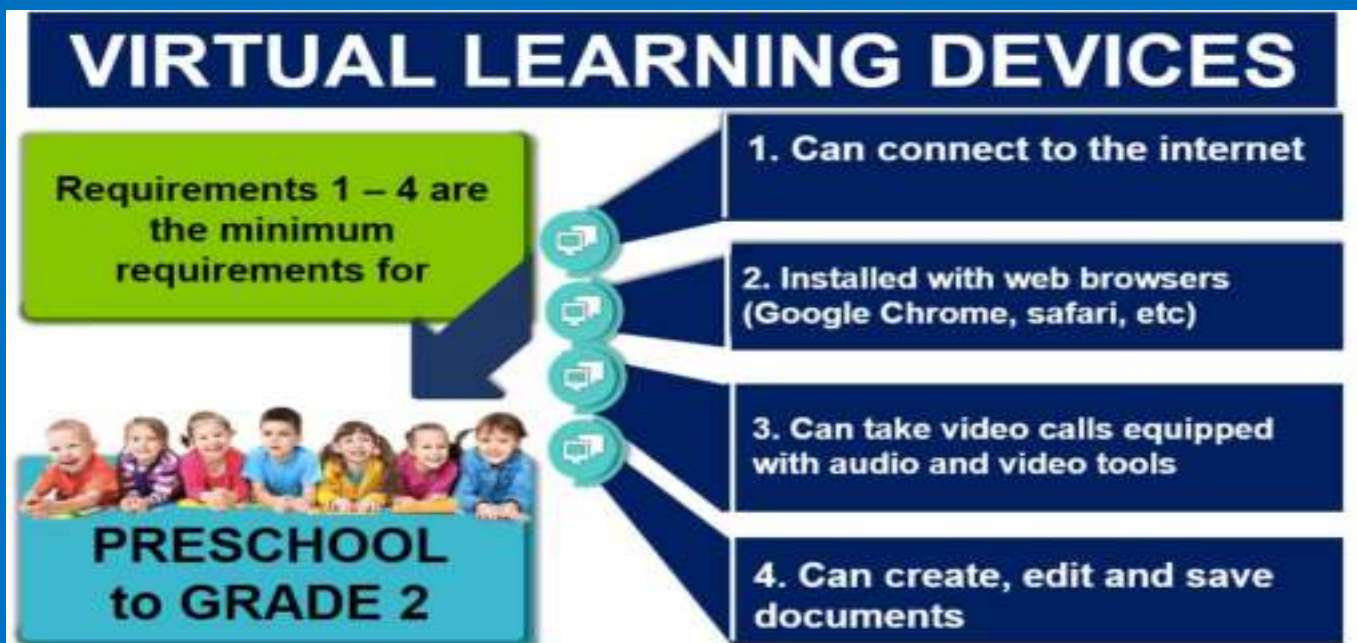 VIRTUAL LEARNING DEVICES
Requirements 1 – 4 are
the minimum
requirements for
PRESCHOOL
to GRADE 2
1. Can connect to the internet
2. Installed with web browsers
(Google Chrome, safari, etc)
3. Can take video calls equipped
with audio and video tools
4. Can create, edit and save
documents